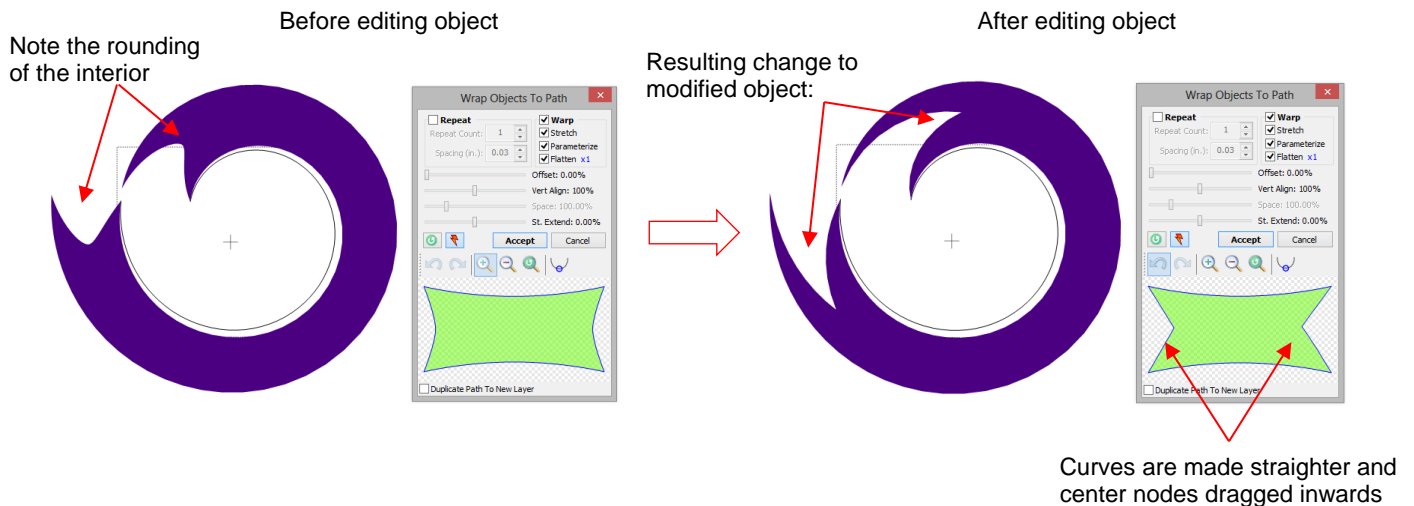 Before editing object
After editing object
Note the rounding
of the interior
Resulting change to
modified object:
Wrap Objects To Path
Repeat
Warp
Repeat Count: 1
Stretch
Spacing (in.): 0.03
Parameterize
Flatten x1
Offset: 0.00%
Vert Align: 100%
Space: 100.00%
St. Extend: 0.00%
Accept
Cancel
Duplicate Path To New Layer
Wrap Objects To Path
Repeat
Warp
Repeat Count: 1
Stretch
Spacing (in.): 0.03
Parameterize
Flatten x1
Offset: 0.00%
Vert Align: 100%
Space: 100.00%
St. Extend: 0.00%
Accept
Cancel
Duplicate Path To New Layer
Curves are made straighter and
center nodes dragged inwards